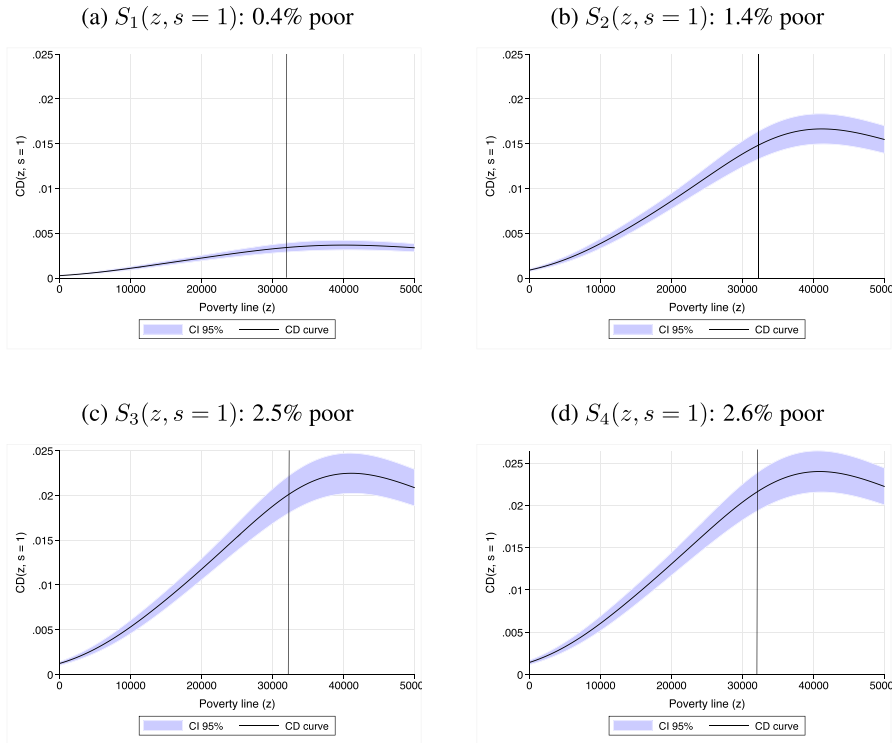 (a) S₁(z, s = 1): 0.4% poor
.025
.02
.015
.01
.005
0
CD(z, s = 1)
0 10000 20000 30000 40000 5000
Poverty line (z)
CI 95% CD curve
(b) S₂(z, s = 1): 1.4% poor
.025
.02
.015
.01
.005
0
CD(z, s = 1)
0 10000 20000 30000 40000 5000
Poverty line (z)
CI 95% CD curve
(c) S₃(z, s = 1): 2.5% poor
.025
.02
.015
.01
.005
0
CD(z, s = 1)
0 10000 20000 30000 40000 5000
Poverty line (z)
CI 95% CD curve
(d) S₄(z, s = 1): 2.6% poor
.025
.02
.015
.01
.005
0
CD(z, s = 1)
0 10000 20000 30000 40000 5000
Poverty line (z)
CI 95% CD curve